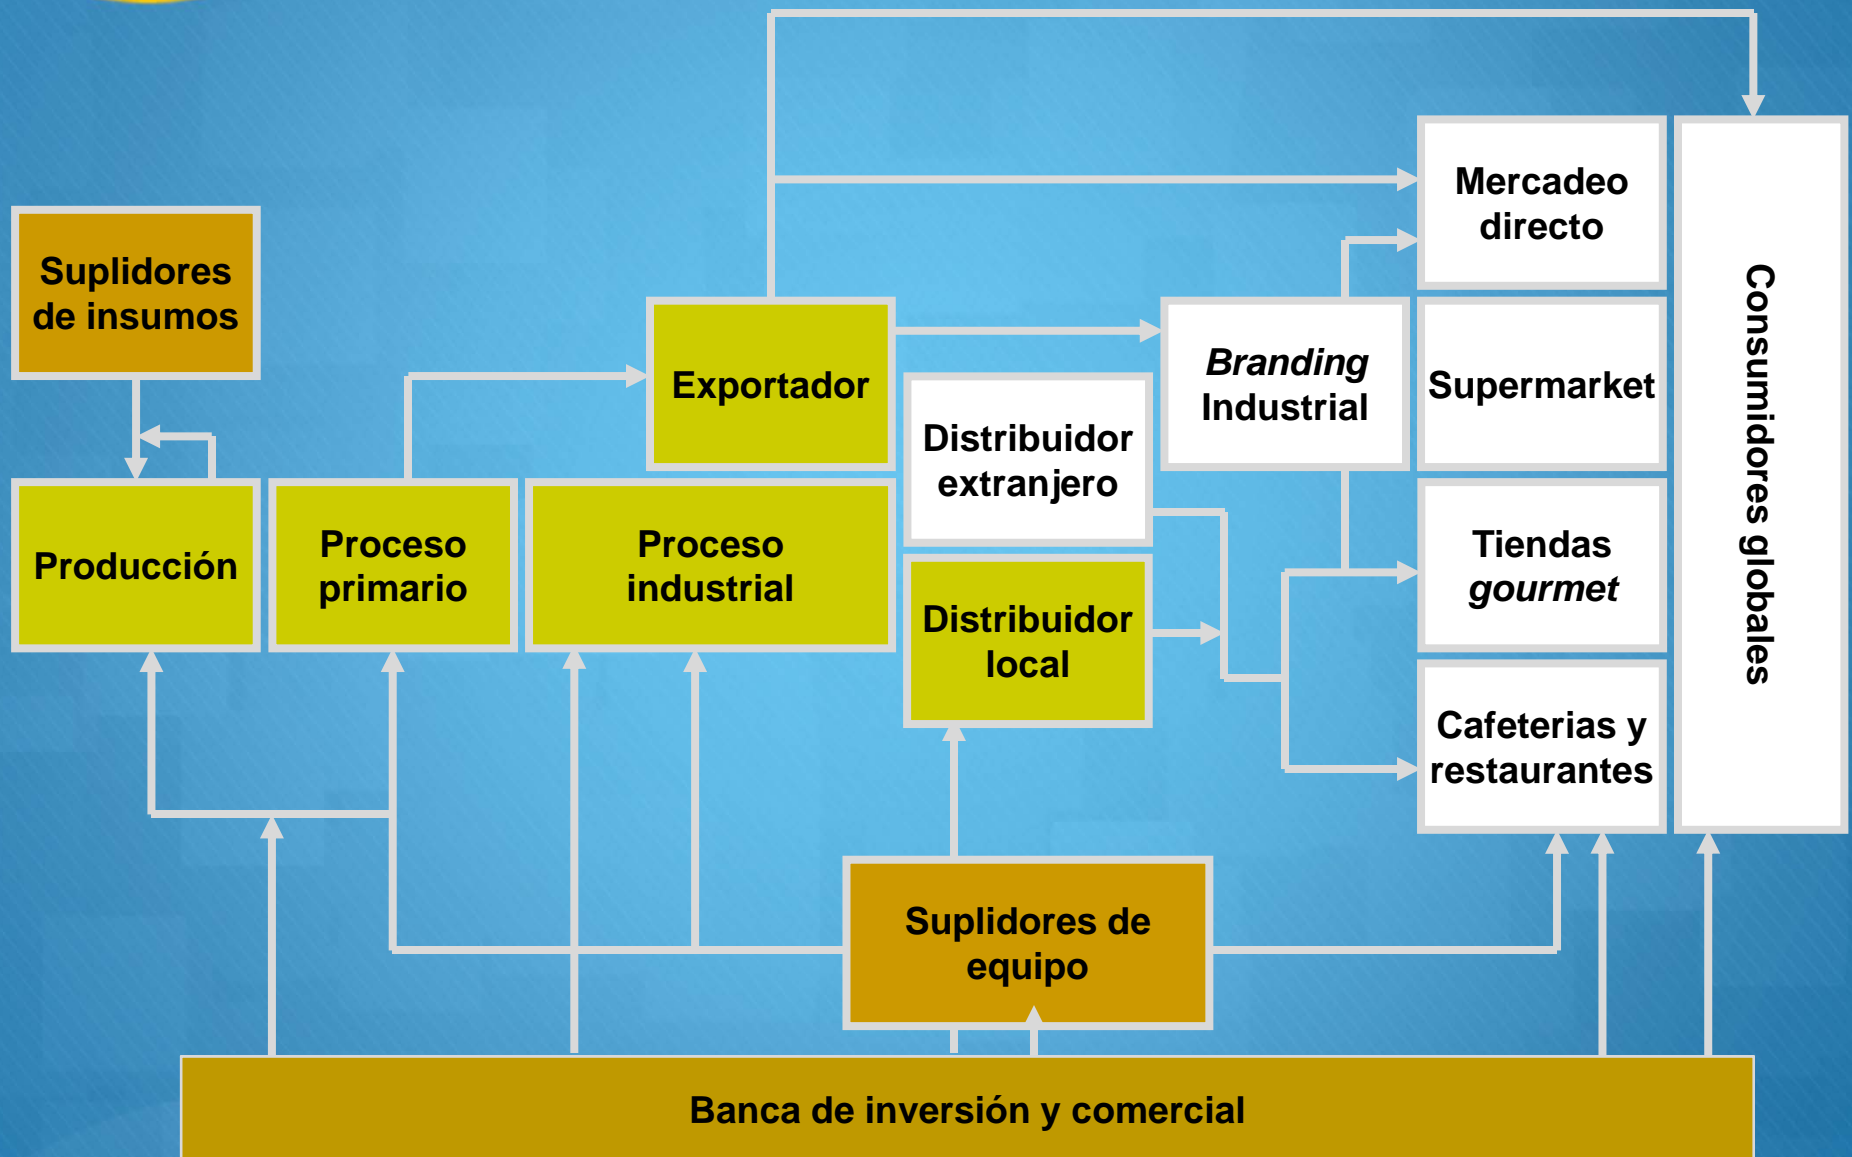 Suplidores
de insumos
Producción
Proceso
primario
Proceso
industrial
Exportador
Distribuidor
extranjero
Distribuidor
local
Branding
Industrial
Mercadeo
directo
Supermarket
Tiendas
gourmet
Cafeterias y
restaurantes
Consumidores globales
Suplidores de
equipo
Banca de inversión y comercial